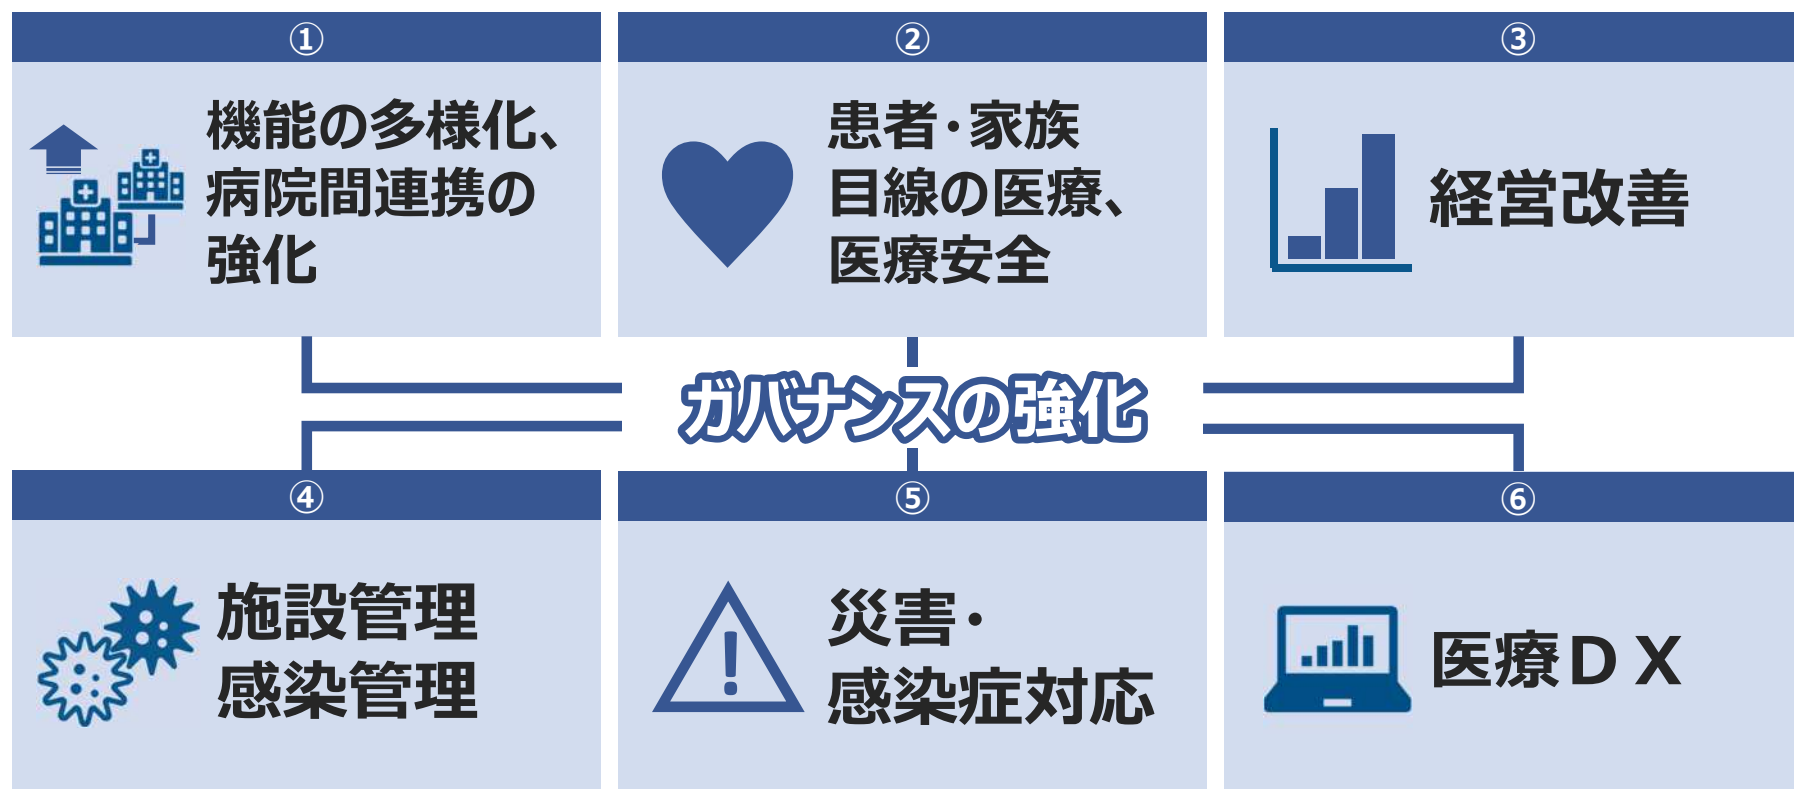 ①
機能の多様化、
病院間連携の
強化
②
患者・家族
目線の医療、
医療安全
③
経営改善
ガバナンスの強化
④
施設管理
感染管理
⑤
災害・
感染症対応
⑥
医療ＤＸ